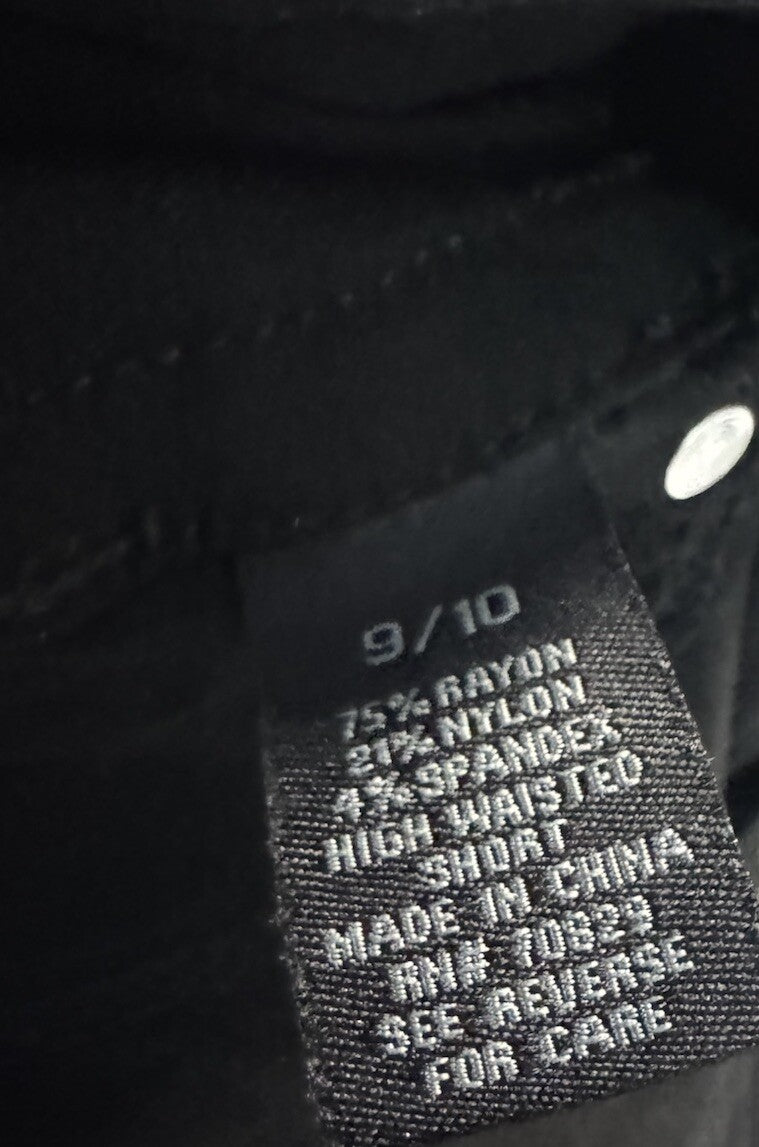 9/10
75% RAYON
21% NYLON
4% SPANDEX
HIGH WAISTED
SHORT
MADE IN CHINA
RN# 70629
SEE REVERSE
FOR CARE